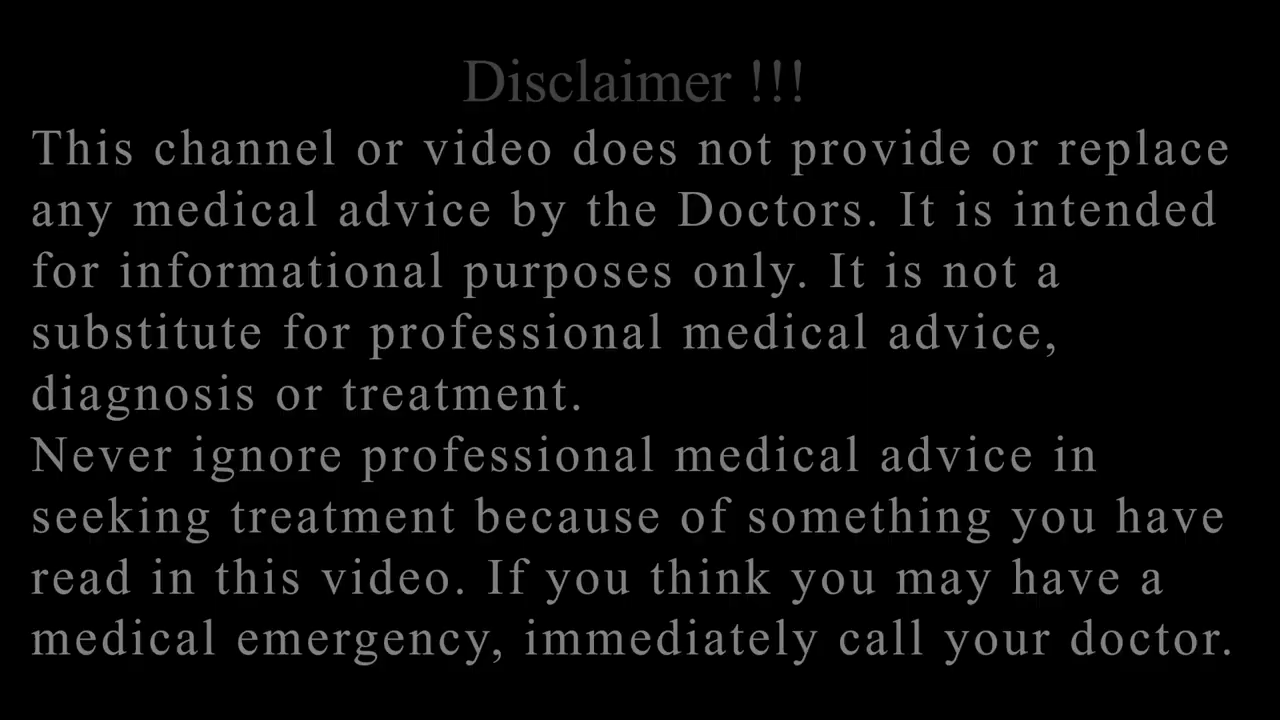 Disclaimer !!!
This channel or video does not provide or replace
any medical advice by the Doctors. It is intended
for informational purposes only. It is not a
substitute for professional medical advice,
diagnosis or treatment.
Never ignore professional medical advice in
seeking treatment because of something you have
read in this video. If you think you may have a
medical emergency, immediately call your doctor.